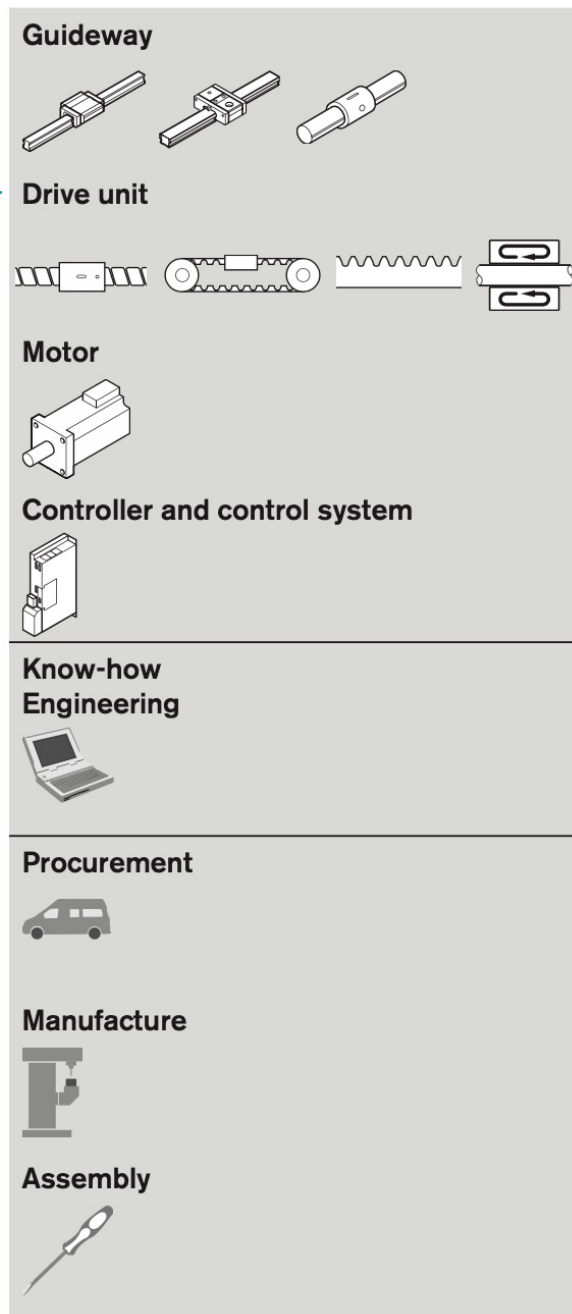 Guideway
Drive unit
Motor
Controller and control system
Know-how
Engineering
Procurement
Manufacture
Assembly